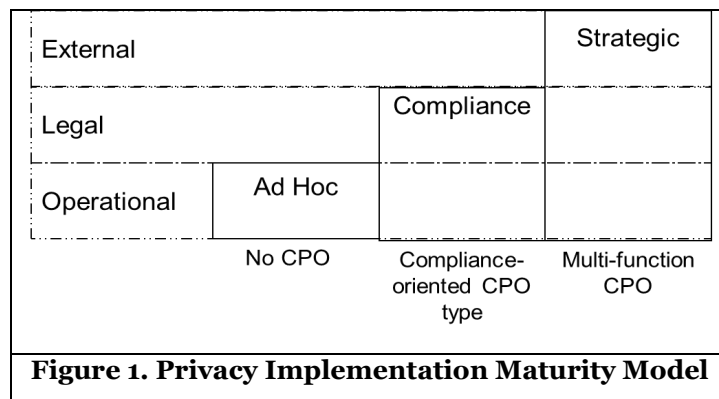 External
Strategic
Legal
Compliance
Operational
Ad Hoc
No CPO
Compliance-
oriented CPO
type
Multi-function
CPO
Figure 1. Privacy Implementation Maturity Model